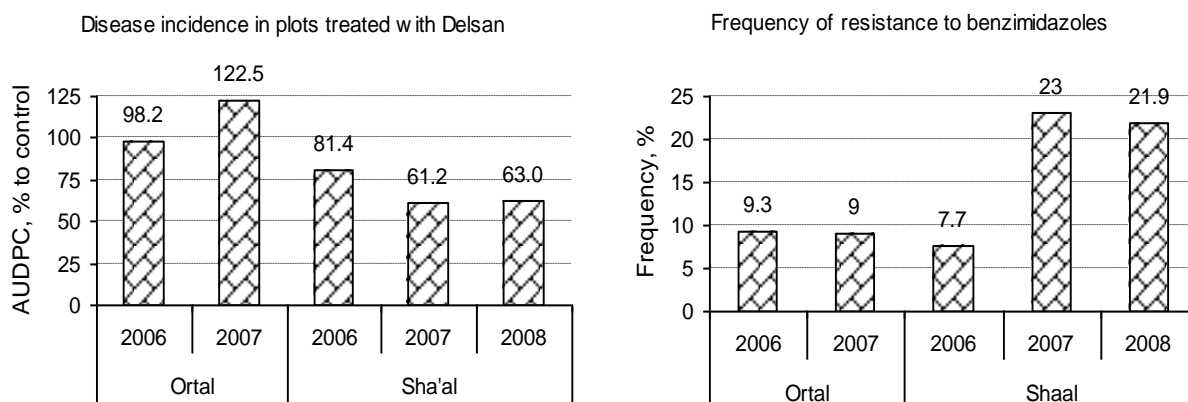 Disease incidence in plots treated with Delsan
AUDPC, % to control
125
100
75
50
25
0
98.2
122.5
81.4
61.2
63.0
2006 2007 2006 2007 2008
Ortal Sha'al
Frequency of resistance to benzimidazoles
Frequency, %
25
20
15
10
5
0
9.3
9
7.7
23
21.9
2006 2007 2006 2007 2008
Ortal Shaal